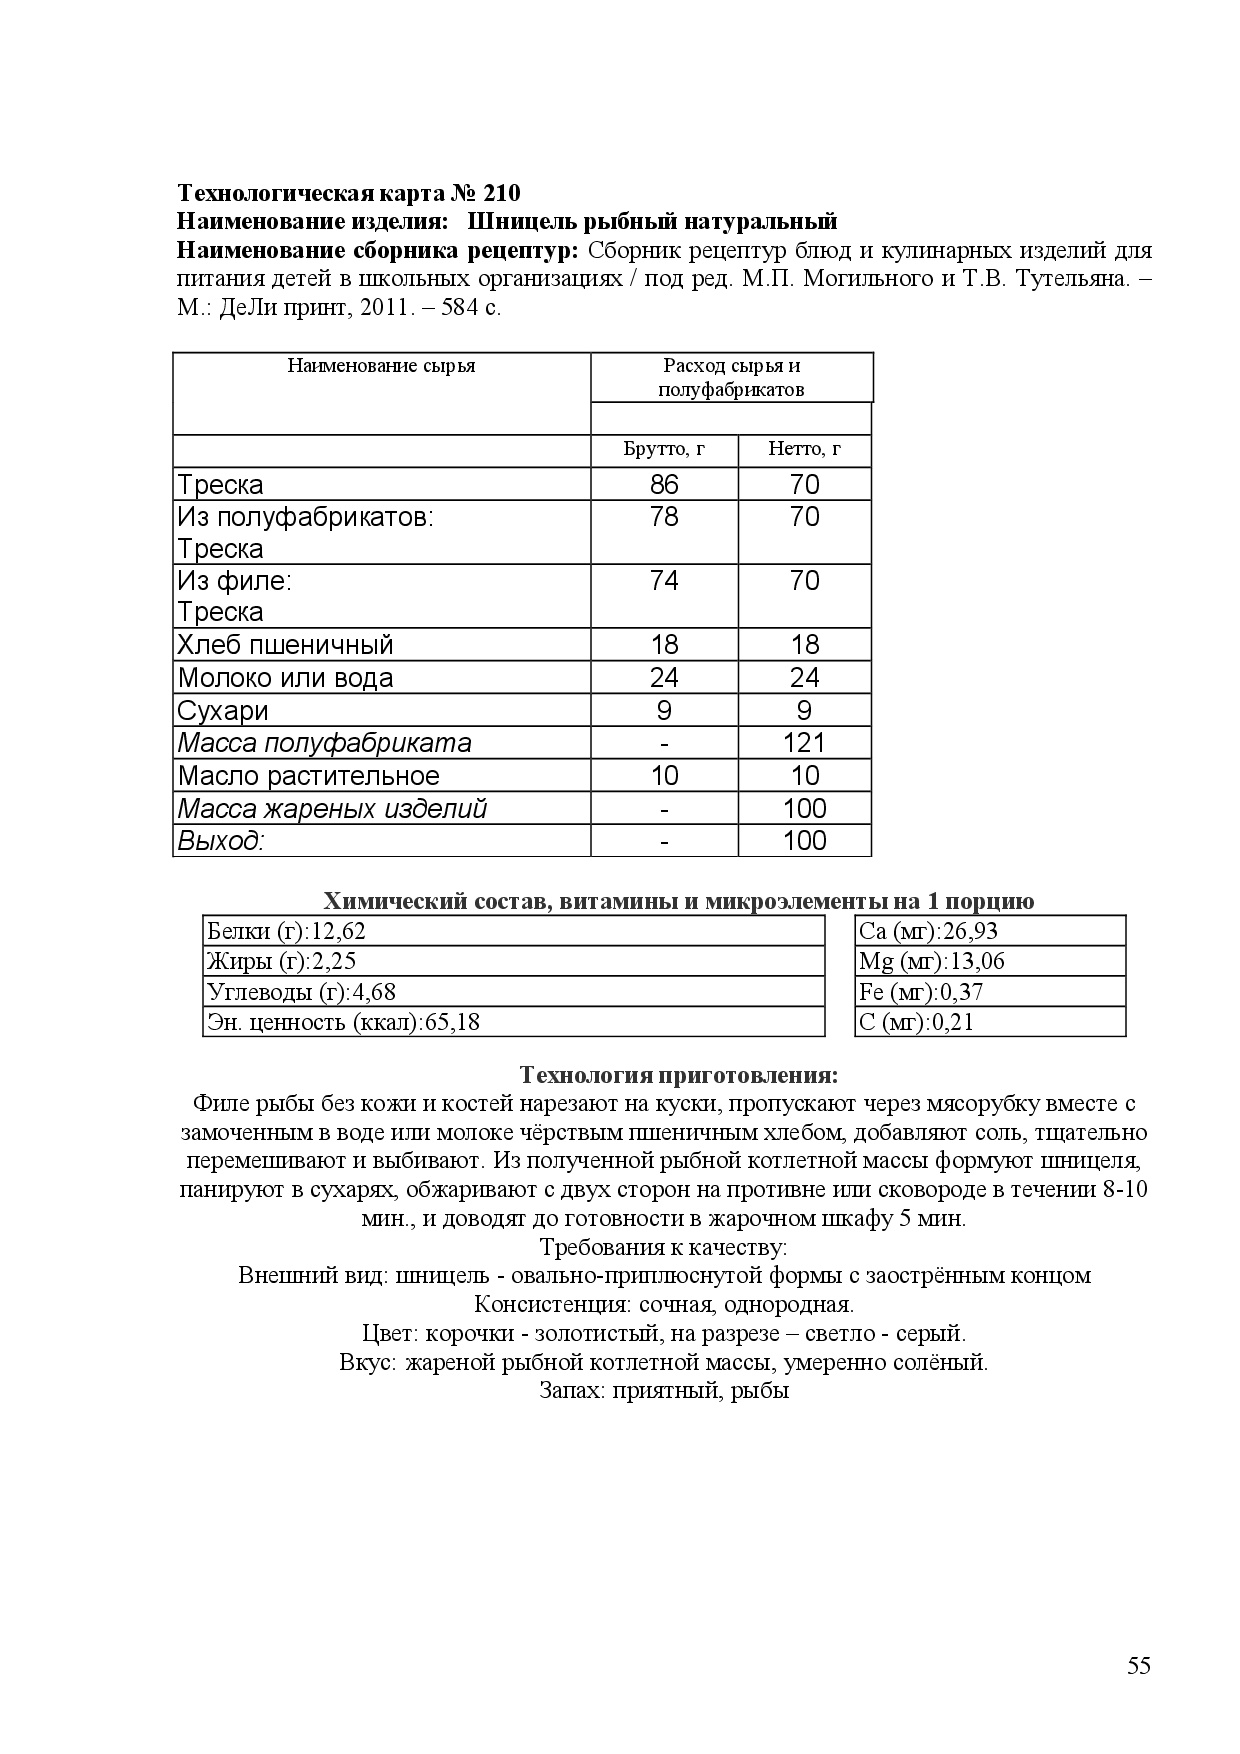 Технологическая карта № 210
Наименование изделия: Шницель рыбный натуральный
Наименование сборника рецептур: Сборник рецептур блюд и кулинарных изделий для
питания детей в школьных организациях / под ред. М.П. Могильного и Т.В. Тутельяна. –
М.: ДеЛи принт, 2011. – 584 с.
Наименование сырья Расход сырья и
полуфабрикатов
Брутто, г Нетто, г
Треска 86 70
Из полуфабрикатов: 78 70
Треска
Из филе: 74 70
Треска
Хлеб пшеничный 18 18
Молоко или вода 24 24
Сухари 9 9
Масса полуфабриката - 121
Масло растительное 10 10
Масса жареных изделий - 100
Выход: - 100
Химический состав, витамины и микроэлементы на 1 порцию
Белки (г):12,62 Ca (мг):26,93
Жиры (г):2,25 Mg (мг):13,06
Углеводы (г):4,68 Fe (мг):0,37
Эн. ценность (ккал):65,18 C (мг):0,21
Технология приготовления:
Филе рыбы без кожи и костей нарезают на куски, пропускают через мясорубку вместе с
замоченным в воде или молоке чёрствым пшеничным хлебом, добавляют соль, тщательно
перемешивают и выбивают. Из полученной рыбной котлетной массы формуют шницеля,
панируют в сухарях, обжаривают с двух сторон на противне или сковороде в течении 8-10
мин., и доводят до готовности в жарочном шкафу 5 мин.
Требования к качеству:
Внешний вид: шницель - овально-приплюснутой формы с заострённым концом
Консистенция: сочная, однородная.
Цвет: корочки - золотистый, на разрезе – светло - серый.
Вкус: жареной рыбной котлетной массы, умеренно солёный.
Запах: приятный, рыбы
55